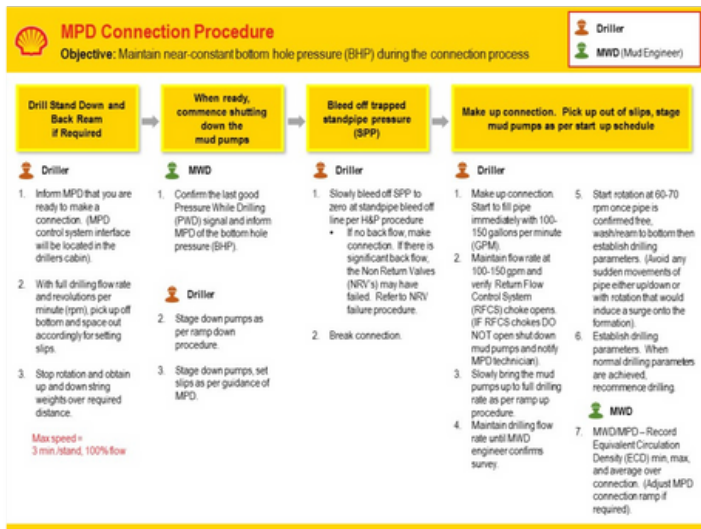 MPD Connection Procedure
Objective: Maintain near-constant bottom hole pressure (BHP) during the connection process
Driller
MWD (Mud Engineer)
Drill Stand Down and
Back Ream
if Required
When ready,
commence shutting
down the
mud pumps
Bleed off trapped
standpipe pressure
(SPP)
Make up connection. Pick up out of slips, stage
mud pumps as per start up schedule
Driller
1. Inform MPD that you are
ready to make a
connection. (MPD
control system interface
will be located in the
drillers cabin).
2. With full drilling flow rate
and revolutions per
minute (rpm), pick up off
bottom and space out
accordingly for setting
slips.
3. Stop rotation and obtain
up and down string
weights over required
distance.
Max speed =
3 min./stand, 100% flow
MWD
1. Confirm the last good
Pressure While Drilling
(PWD) signal and inform
MPD of the bottom hole
pressure (BHP).
Driller
2. Stage down pumps as
per ramp down
procedure.
3. Stage down pumps, set
slips as per guidance of
MPD.
Driller
1. Slowly bleed off SPP to
zero at standpipe bleed off
line per H&P procedure
• If no back flow, make
connection. If there is
significant back flow,
the Non Return Valves
(NRV's) may have
failed. Refer to NRV
failure procedure.
2. Break connection.
Driller
1. Make up connection.
Start to fill pipe
immediately with 100-
150 gallons per minute
(GPM).
2. Maintain flow rate at
100-150 gpm and
verify Return Flow
Control System
(RFCS) choke opens.
(IF RFCS chokes DO
NOT open shut down
mud pumps and notify
MPD technician).
3. Slowly bring the mud
pumps up to full drilling
rate as per ramp up
procedure.
4. Maintain drilling flow
rate until MWD
engineer confirms
survey.
5. Start rotation at 60-70
rpm once pipe is
confirmed free,
wash/ream to bottom then
establish drilling
parameters. (Avoid any
sudden movements of
pipe either up/down or
with rotation that would
induce a surge onto the
formation).
6. Establish drilling
parameters. When
normal drilling parameters
are achieved,
recommence drilling.
MWD
7. MWD/MPD – Record
Equivalent Circulation
Density (ECD) min, max,
and average over
connection. (Adjust MPD
connection ramp if
required).